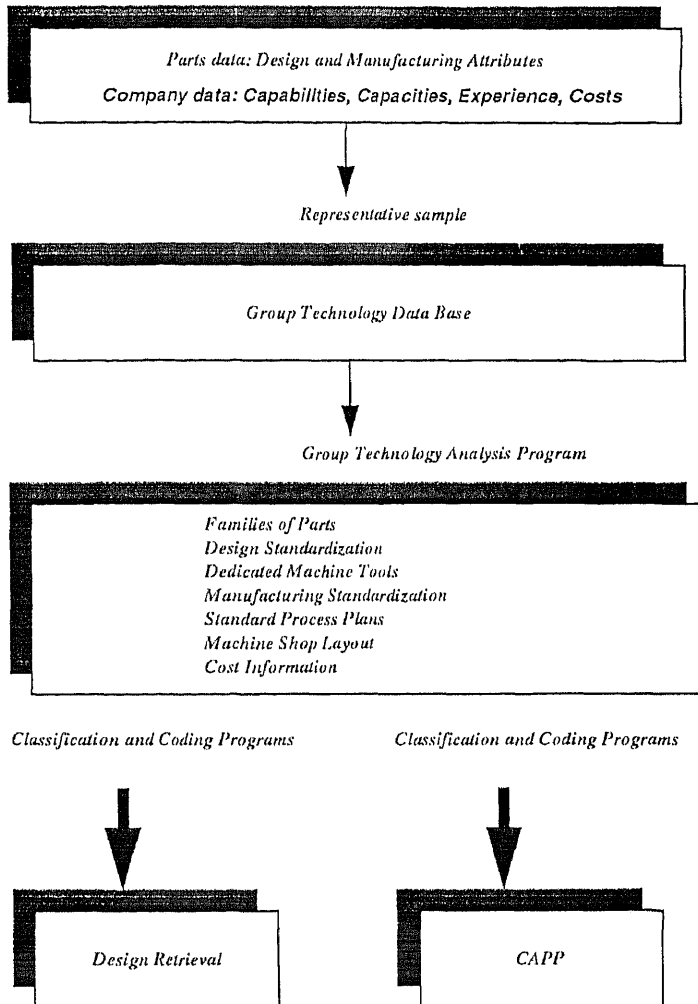 Parts data: Design and Manufacturing Attributes
Company data: Capabilities, Capacities, Experience, Costs
Representative sample
Group Technology Data Base
Group Technology Analysis Program
Families of Parts
Design Standardization
Dedicated Machine Tools
Manufacturing Standardization
Standard Process Plans
Machine Shop Layout
Cost Information
Classification and Coding Programs
Classification and Coding Programs
Design Retrieval
CAPP